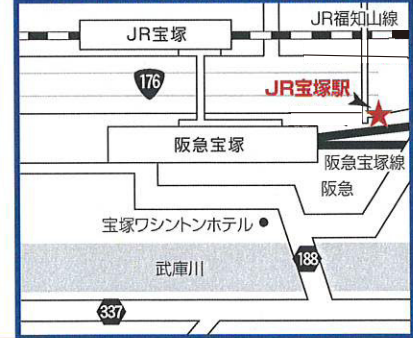 JR福知山線
JR宝塚
176
JR宝塚駅
阪急宝塚
阪急宝塚線
阪急
宝塚ワシントンホテル
武庫川
188
337